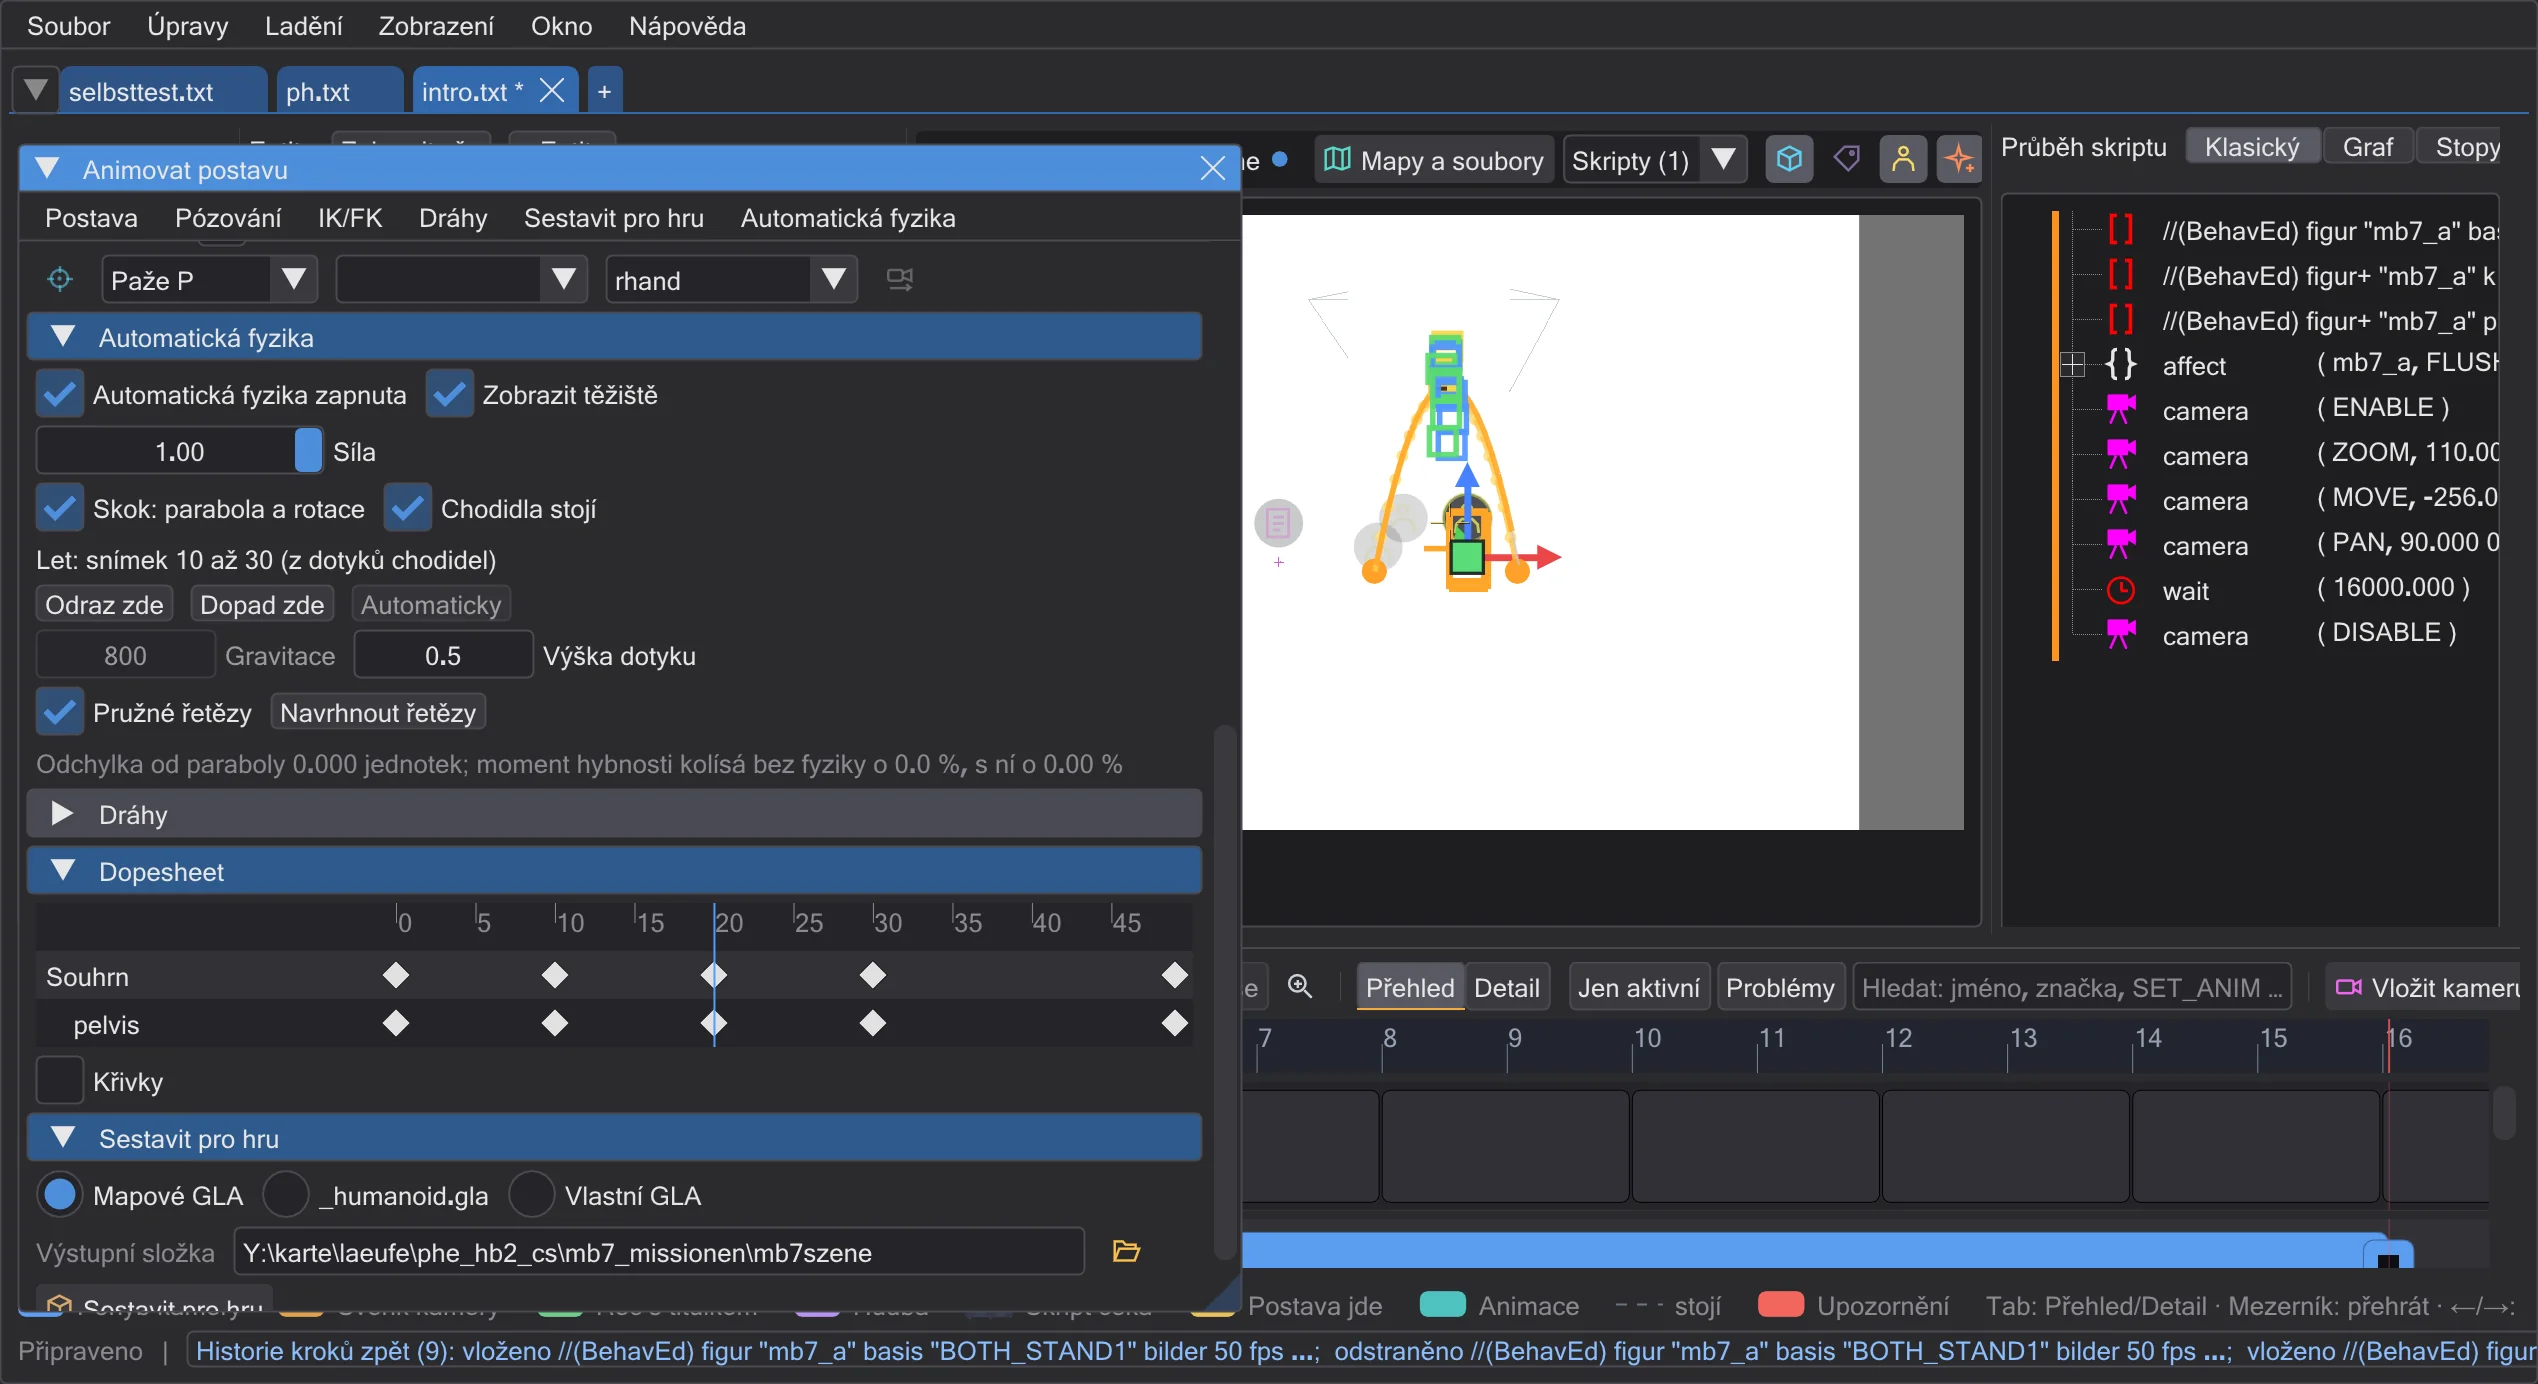 Soubor Úpravy Ladění Zobrazení Okno Nápověda
selbsttest.txt ph.txt intro.txt * +
Mapy a soubory Skripty (1)
Průběh skriptu Klasický Graf Stopy
Animovat postavu
Postava Pózování IK/FK Dráhy Sestavit pro hru Automatická fyzika
Paže P rhand
Automatická fyzika
Automatická fyzika zapnuta Zobrazit těžiště
1.00 Síla
Skok: parabola a rotace Chodidla stojí
Let: snímek 10 až 30 (z dotyků chodidel)
Odraz zde Dopad zde Automaticky
800 Gravitace 0.5 Výška dotyku
Pružné řetězy Navrhnout řetězy
Odchylka od paraboly 0.000 jednotek; moment hybnosti kolísá bez fyziky o 0.0 %, s ní o 0.00 %
Dráhy
Dopesheet
0 5 10 15 20 25 30 35 40 45
Souhrn
pelvis
Křivky
Sestavit pro hru
Mapové GLA _humanoid.gla Vlastní GLA
Výstupní složka Y:\karte\laeufe\phe_hb2_cs\mb7_missionen\mb7szene
Sestavit pro hru
//(BehavEd) figur "mb7_a" bas
//(BehavEd) figur+ "mb7_a" k
//(BehavEd) figur+ "mb7_a" p
affect ( mb7_a, FLUSH
camera ( ENABLE )
camera ( ZOOM, 110.00
camera ( MOVE, -256.0
camera ( PAN, 90.000 0
wait ( 16000.000 )
camera ( DISABLE )
Přehled Detail Jen aktivní Problémy Hledat: jméno, značka, SET_ANIM ... Vložit kameru
7 8 9 10 11 12 13 14 15 16
Postava jde Animace stojí Upozornění Tab: Přehled/Detail · Mezerník: přehrát · ←/→:
Připraveno | Historie kroků zpět (9): vloženo //(BehavEd) figur "mb7_a" basis "BOTH_STAND1" bilder 50 fps ...; odstraněno //(BehavEd) figur "mb7_a" basis "BOTH_STAND1" bilder 50 fps ...; vloženo //(BehavEd) figur